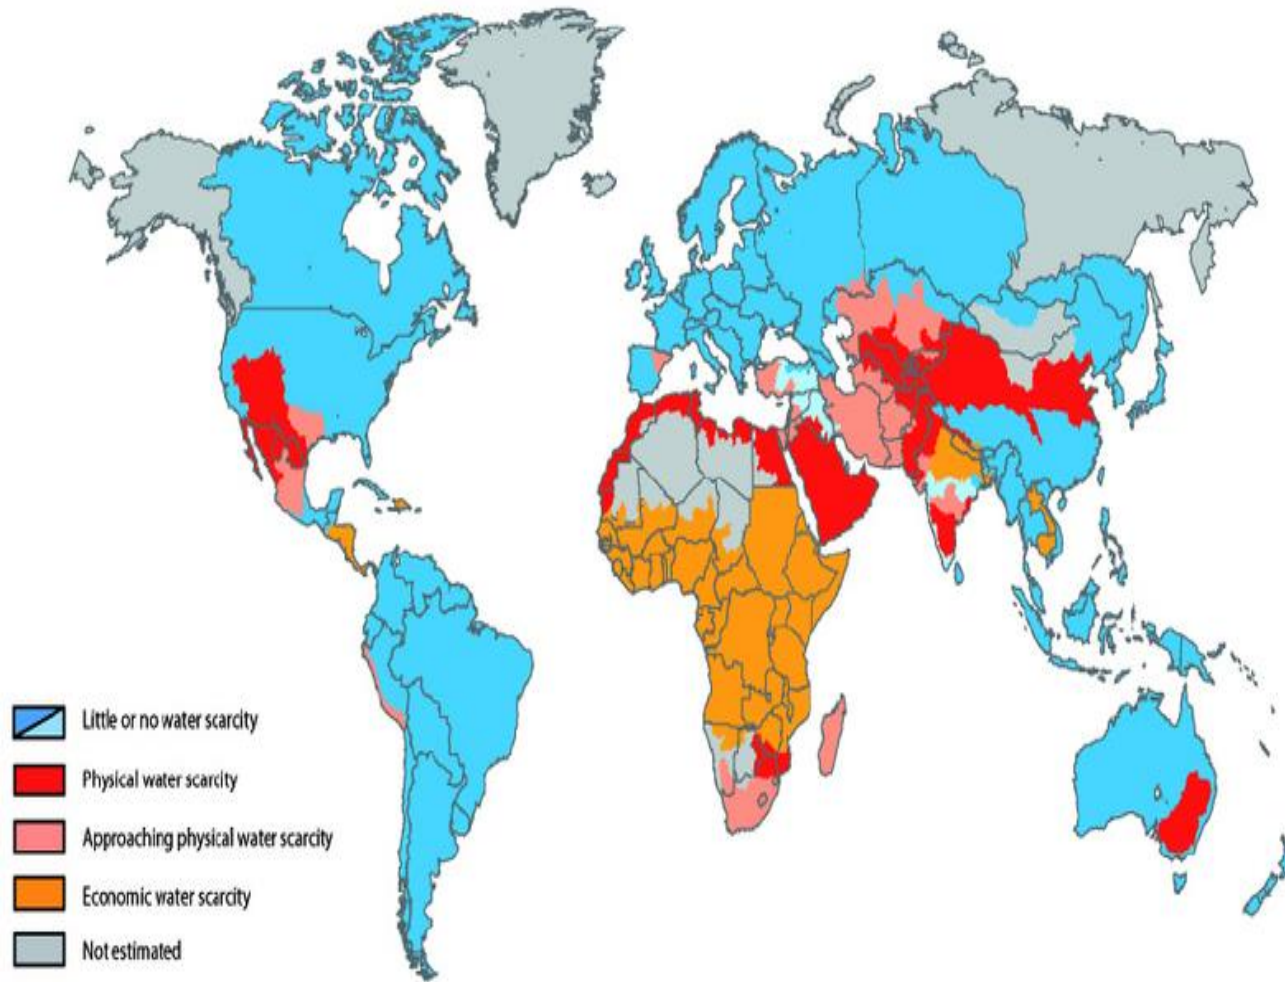 Little or no water scarcity
Physical water scarcity
Approaching physical water scarcity
Economic water scarcity
Not estimated